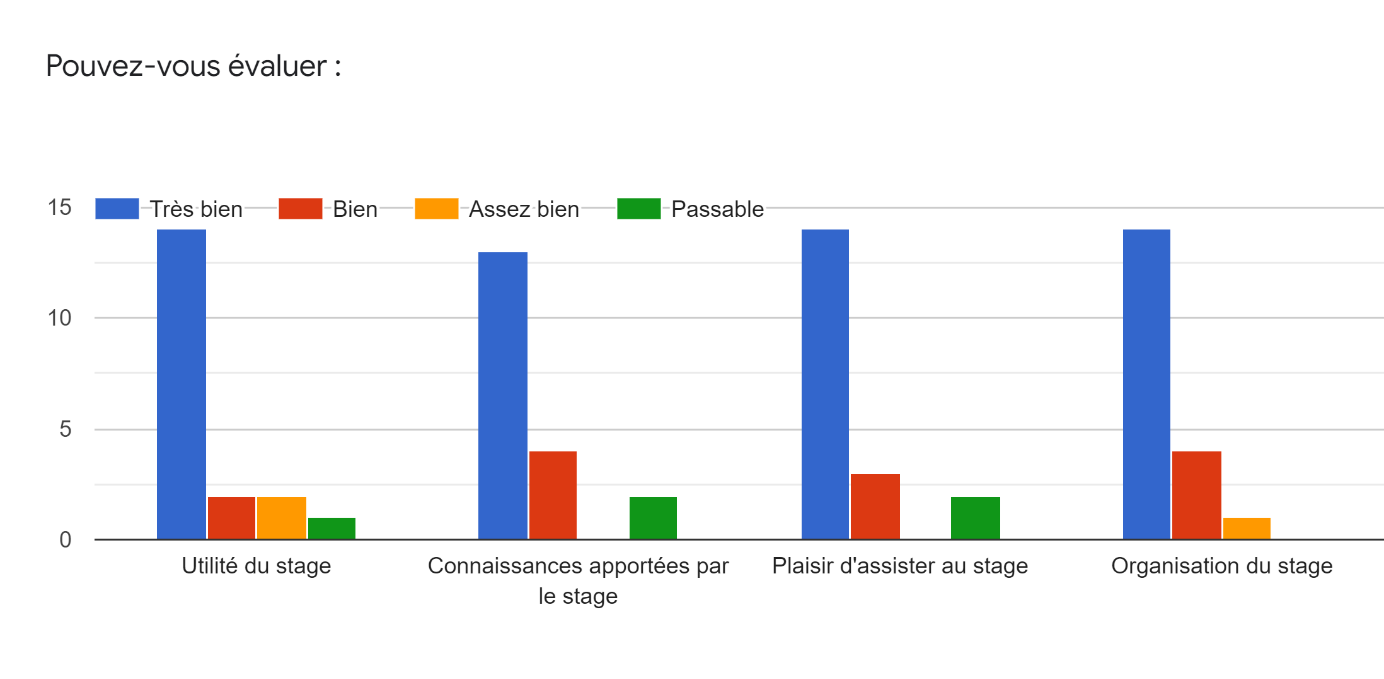 Pouvez-vous évaluer :
15
Très bien Bien Assez bien Passable
10
5
0
Utilité du stage Connaissances apportées par Plaisir d'assister au stage Organisation du stage
le stage